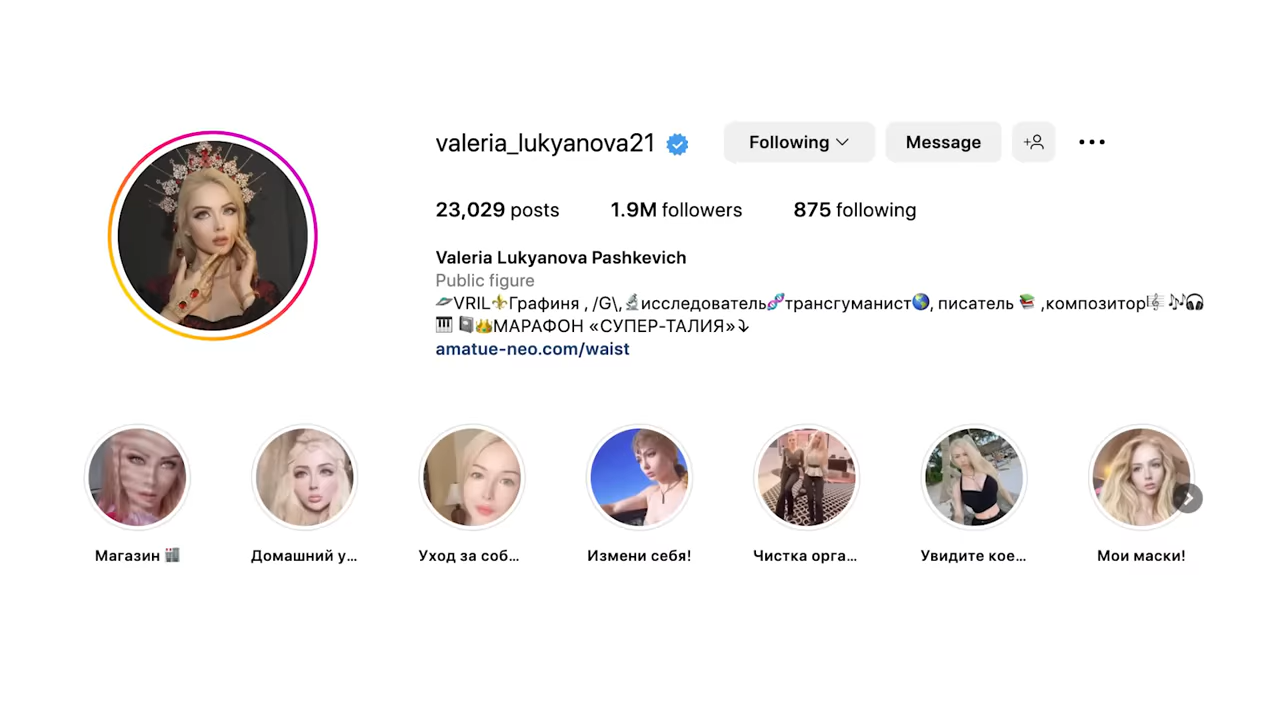 valeria_lukyanova21
Following
Message
23,029 posts
1.9M followers
875 following
Valeria Lukyanova Pashkevich
Public figure
🛸VRIL⚜️Графиня , /G\,🔬исследователь🧬трансгуманист🌎, писатель 📚 ,композитор🎼 🎶🎧
🎹 📓👑МАРАФОН «СУПЕР-ТАЛИЯ»⤵
amatue-neo.com/waist
Магазин 🏬
Домашний у...
Уход за соб...
Измени себя!
Чистка орга...
Увидите кое...
Мои маски!